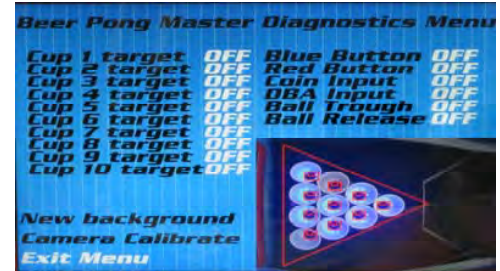 Beer Pong Master Diagnostics Menu
Cup 1 target OFF
Cup 2 target OFF
Cup 3 target OFF
Cup 4 target OFF
Cup 5 target OFF
Cup 6 target OFF
Cup 7 target OFF
Cup 8 target OFF
Cup 9 target OFF
Cup 10 target OFF
Blue Button OFF
Red Button OFF
Coin Input OFF
DBA Input OFF
Ball Trough OFF
Ball Release OFF
New background
Camera Calibrate
Exit Menu